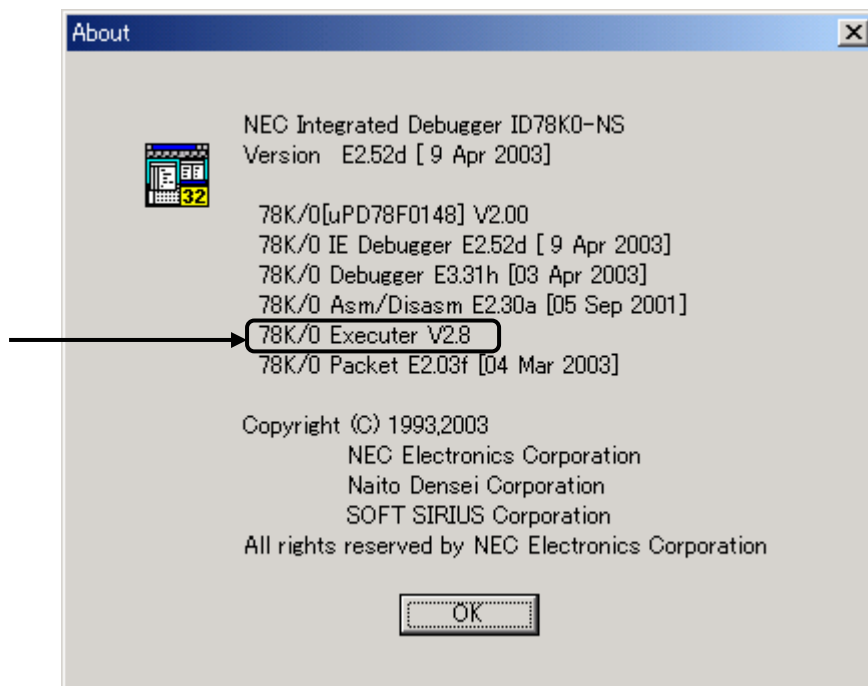 About
NEC Integrated Debugger ID78K0-NS
Version E2.52d [ 9 Apr 2003]
32
78K/0[uPD78F0148] V2.00
78K/0 IE Debugger E2.52d [ 9 Apr 2003]
78K/0 Debugger E3.31h [03 Apr 2003]
78K/0 Asm/Disasm E2.30a [05 Sep 2001]
78K/0 Executer V2.8
78K/0 Packet E2.03f [04 Mar 2003]
Copyright (C) 1993,2003
NEC Electronics Corporation
Naito Densei Corporation
SOFT SIRIUS Corporation
All rights reserved by NEC Electronics Corporation
OK